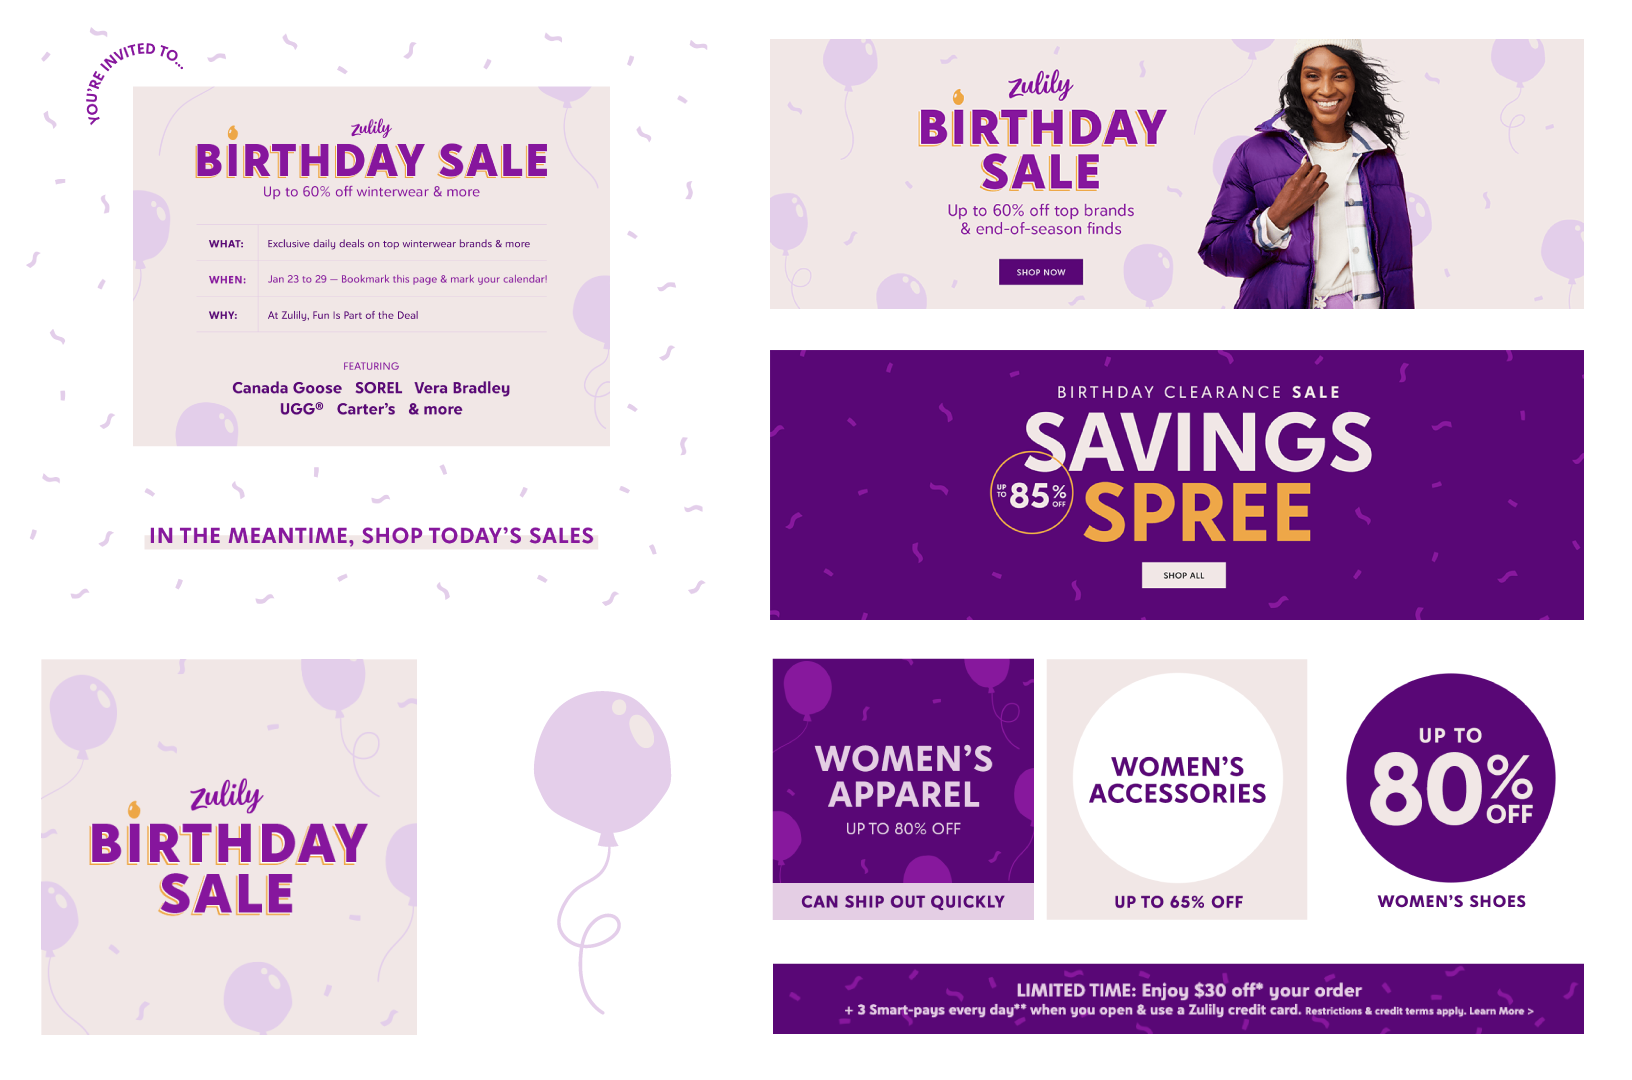 YOU'RE INVITED TO...
zulily
BIRTHDAY SALE
Up to 60% off winterwear & more
WHAT: Exclusive daily deals on top winterwear brands & more
WHEN: Jan 23 to 29 — Bookmark this page & mark your calendar!
WHY: At Zulily, Fun Is Part of the Deal
FEATURING
Canada Goose SOREL Vera Bradley
UGG® Carter's & more
IN THE MEANTIME, SHOP TODAY'S SALES
zulily
BIRTHDAY
SALE
Up to 60% off top brands
& end-of-season finds
SHOP NOW
BIRTHDAY CLEARANCE SALE
SAVINGS
SPREE
UP TO 85% OFF
SHOP ALL
zulily
BIRTHDAY
SALE
WOMEN'S
APPAREL
UP TO 80% OFF
CAN SHIP OUT QUICKLY
WOMEN'S
ACCESSORIES
UP TO 65% OFF
UP TO
80% OFF
WOMEN'S SHOES
LIMITED TIME: Enjoy $30 off* your order
+ 3 Smart-pays every day** when you open & use a Zulily credit card. Restrictions & credit terms apply. Learn More >